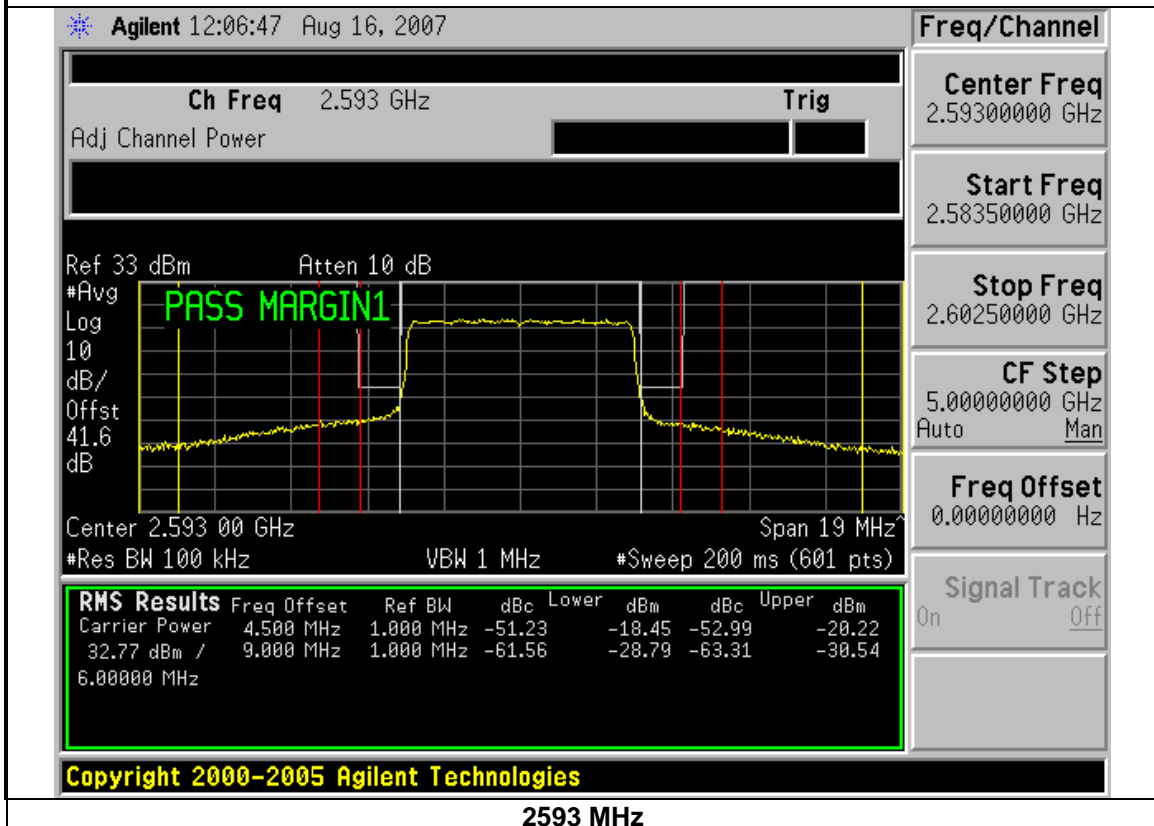 Agilent 12:06:47 Aug 16, 2007
Freq/Channel
Ch Freq 2.593 GHz Trig
Adj Channel Power
Center Freq
2.59300000 GHz
Start Freq
2.58350000 GHz
Stop Freq
2.60250000 GHz
CF Step
5.00000000 GHz
Auto Man
Freq Offset
0.00000000 Hz
Signal Track
On Off
Ref 33 dBm Atten 10 dB
#Avg
Log
10
dB/
Offst
41.6
dB
PASS MARGIN1
Center 2.593 00 GHz Span 19 MHz^
#Res BW 100 kHz VBW 1 MHz #Sweep 200 ms (601 pts)
RMS Results Freq Offset Ref BW dBc Lower dBm dBc Upper dBm
Carrier Power 4.500 MHz 1.000 MHz -51.23 -18.45 -52.99 -20.22
32.77 dBm / 9.000 MHz 1.000 MHz -61.56 -28.79 -63.31 -30.54
6.00000 MHz
Copyright 2000-2005 Agilent Technologies
2593 MHz